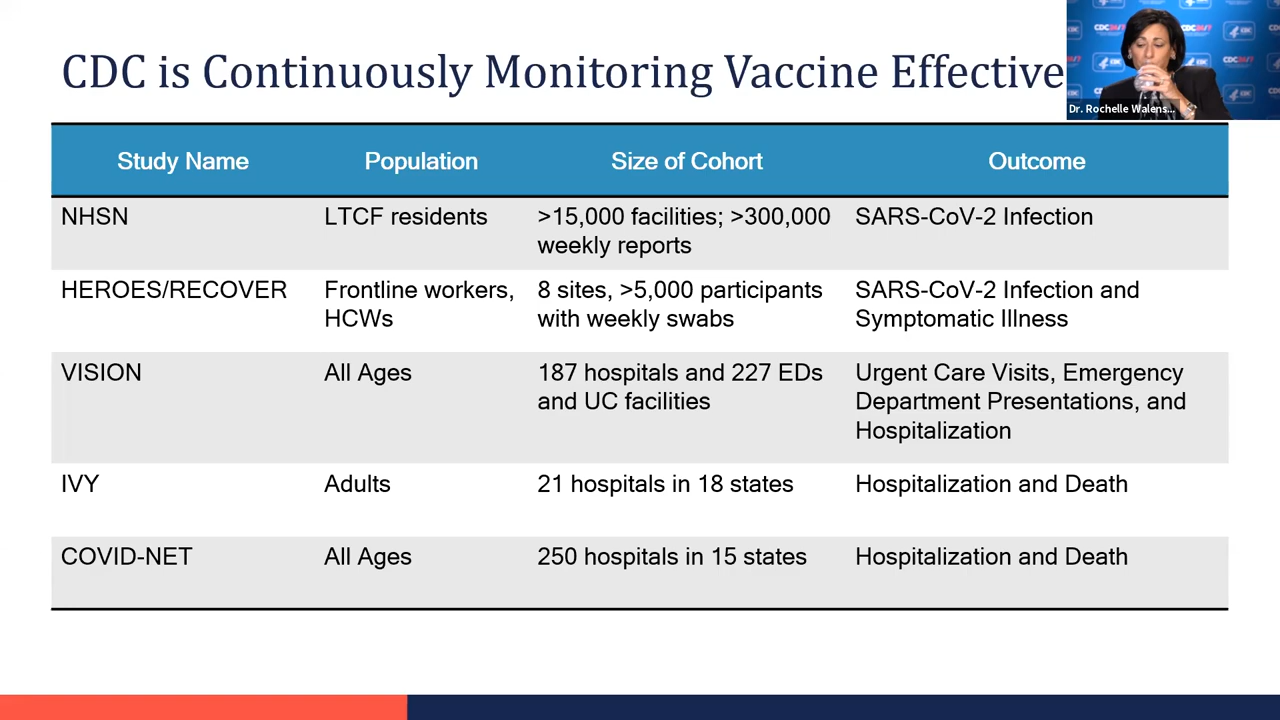 CDC is Continuously Monitoring Vaccine Effective
Dr. Rochelle Walens...
Study Name Population Size of Cohort Outcome
NHSN LTCF residents >15,000 facilities; >300,000 SARS-CoV-2 Infection
weekly reports
HEROES/RECOVER Frontline workers, 8 sites, >5,000 participants SARS-CoV-2 Infection and
HCWs with weekly swabs Symptomatic Illness
VISION All Ages 187 hospitals and 227 EDs Urgent Care Visits, Emergency
and UC facilities Department Presentations, and
Hospitalization
IVY Adults 21 hospitals in 18 states Hospitalization and Death
COVID-NET All Ages 250 hospitals in 15 states Hospitalization and Death